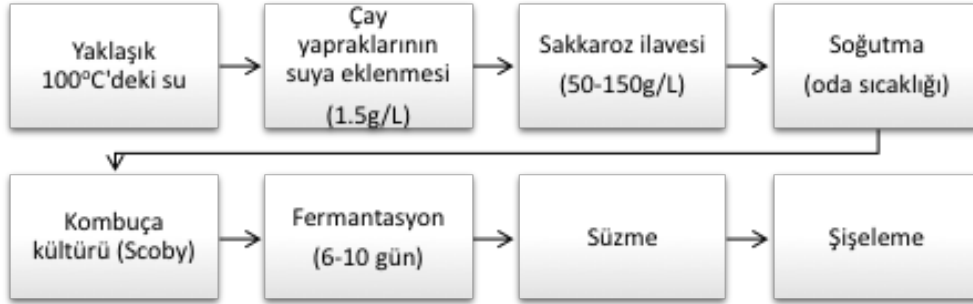 Yaklaşık
100°C'deki su
Çay
yapraklarının
suya eklenmesi
(1.5g/L)
Sakkaroz ilavesi
(50-150g/L)
Soğutma
(oda sıcaklığı)
Kombuça
kültürü (Scoby)
Fermantasyon
(6-10 gün)
Süzme
Şişeleme